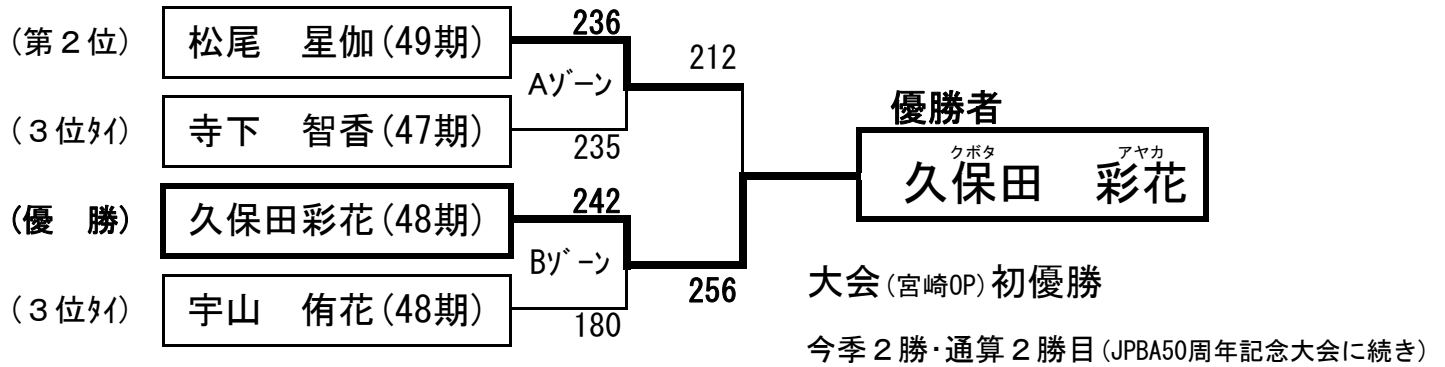 (第２位) 松尾　星伽(49期) 236
Aｿﾞｰﾝ 212
(３位ﾀｲ) 寺下　智香(47期) 235
(優　勝) 久保田彩花(48期) 242
Bｿﾞｰﾝ 256
(３位ﾀｲ) 宇山　侑花(48期) 180
優勝者
クボタ　アヤカ
久保田　彩花
大会(宮崎OP)初優勝
今季２勝･通算２勝目(JPBA50周年記念大会に続き)